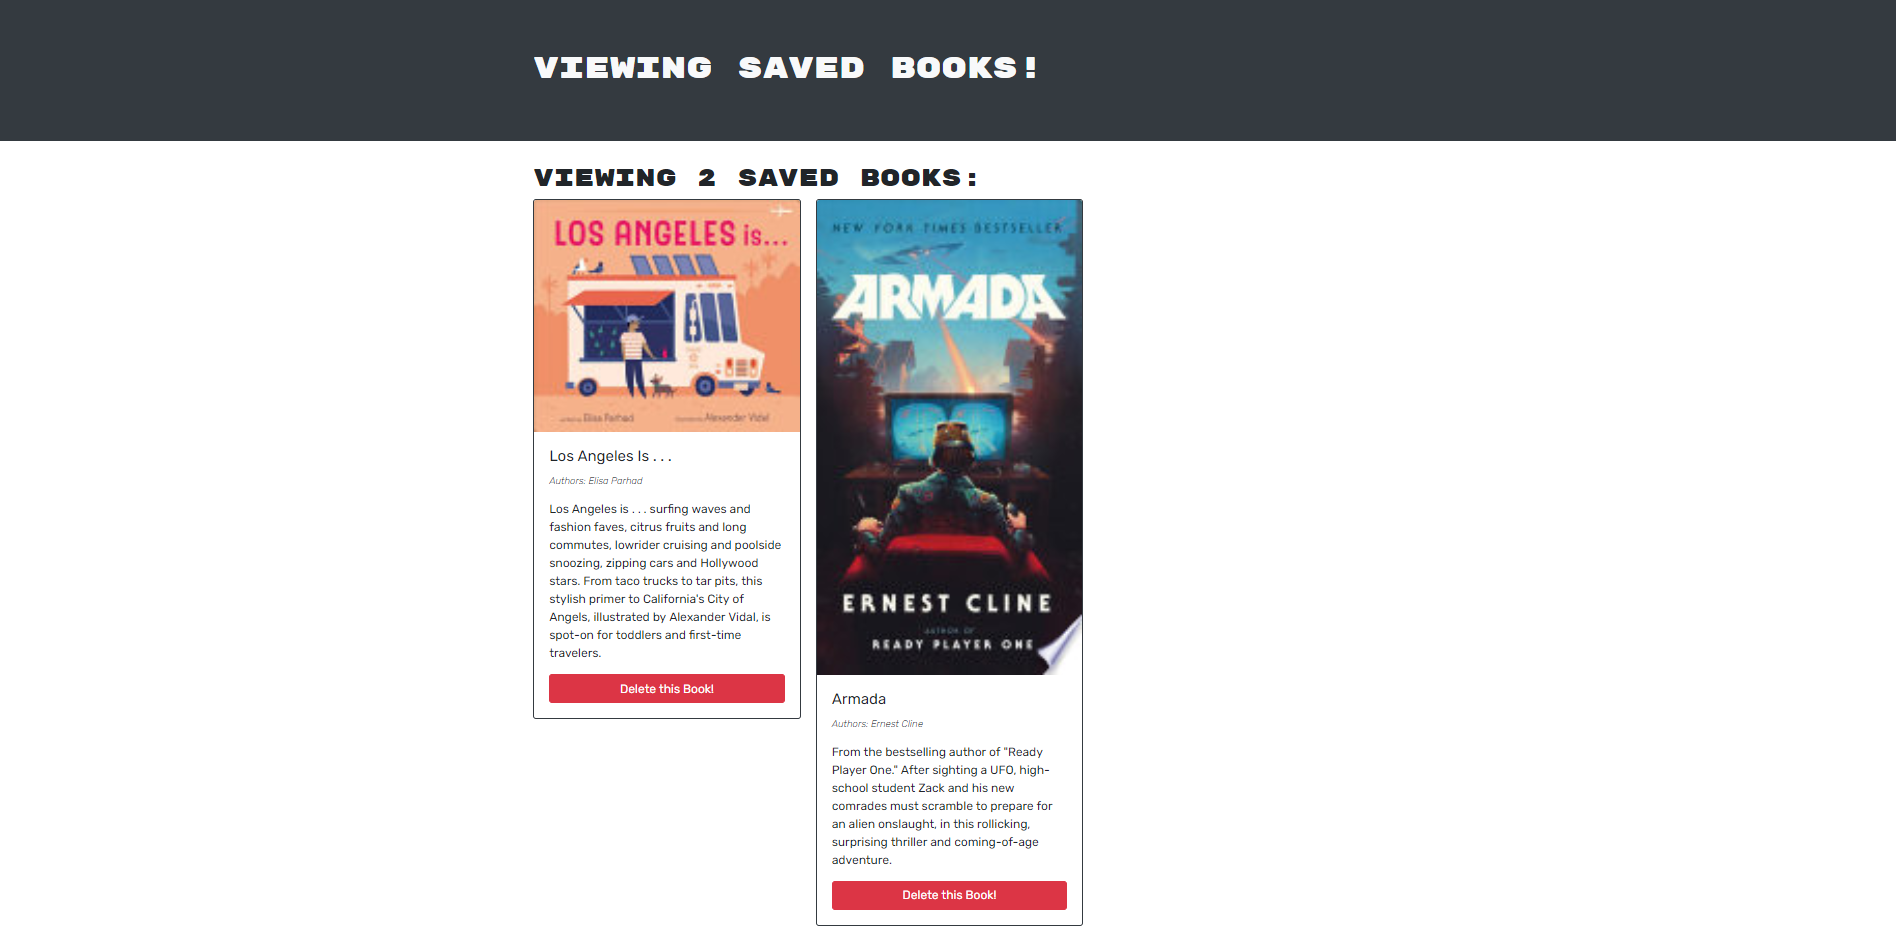 VIEWING SAVED BOOKS!
VIEWING 2 SAVED BOOKS:
LOS ANGELES is...
Elisa Parhad
Alexander Vidal
Los Angeles Is . . .
Authors: Elisa Parhad
Los Angeles is . . . surfing waves and
fashion faves, citrus fruits and long
commutes, lowrider cruising and poolside
snoozing, zipping cars and Hollywood
stars. From taco trucks to tar pits, this
stylish primer to California's City of
Angels, illustrated by Alexander Vidal, is
spot-on for toddlers and first-time
travelers.
Delete this Book!
NEW YORK TIMES BESTSELLER
ARMADA
ERNEST CLINE
AUTHOR OF
READY PLAYER ONE
Armada
Authors: Ernest Cline
From the bestselling author of "Ready
Player One." After sighting a UFO, high-
school student Zack and his new
comrades must scramble to prepare for
an alien onslaught, in this rollicking,
surprising thriller and coming-of-age
adventure.
Delete this Book!